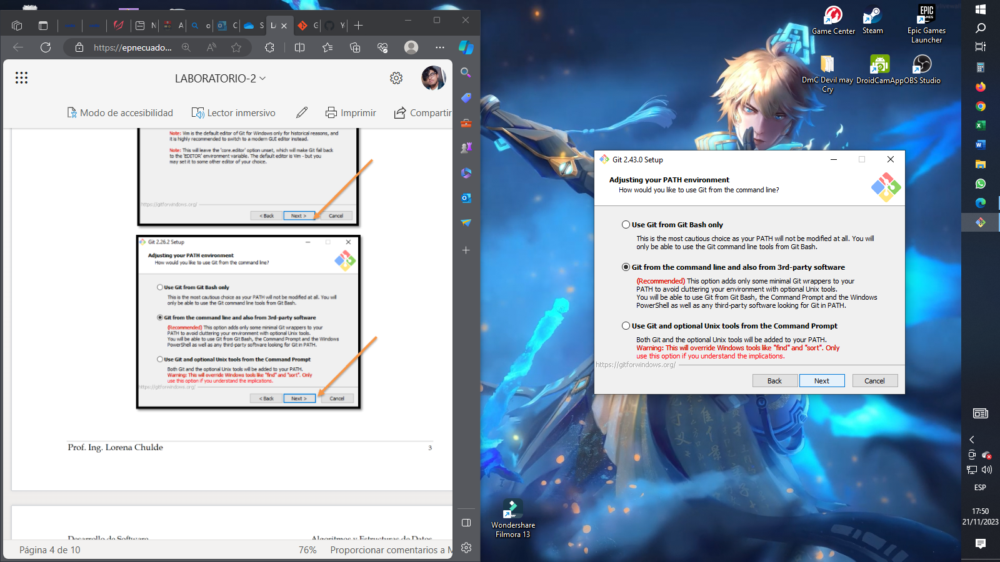 https://epnecuado...
LABORATORIO-2
Modo de accesibilidad
Lector inmersivo
Imprimir
Compartir
Note: Vim is the default editor of Git for Windows only for historical reasons, and
it is highly recommended to switch to a modern GUI editor instead.
Note: This will leave the 'core.editor' option unset, which will make Git fall back
to the 'EDITOR' environment variable. The default editor is Vim - but you
may set it to some other editor of your choice.
https://gitforwindows.org/
< Back
Next >
Cancel
Git 2.26.2 Setup
Adjusting your PATH environment
How would you like to use Git from the command line?
Use Git from Git Bash only
This is the most cautious choice as your PATH will not be modified at all. You will
only be able to use the Git command line tools from Git Bash.
Git from the command line and also from 3rd-party software
(Recommended) This option adds only some minimal Git wrappers to your
PATH to avoid cluttering your environment with optional Unix tools.
You will be able to use Git from Git Bash, the Command Prompt and the Windows
PowerShell as well as any third-party software looking for Git in PATH.
Use Git and optional Unix tools from the Command Prompt
Both Git and the optional Unix tools will be added to your PATH.
Warning: This will override Windows tools like "find" and "sort". Only
use this option if you understand the implications.
https://gitforwindows.org/
< Back
Next >
Cancel
Prof. Ing. Lorena Chulde
3
Desarrollo de Software
Algoritmos y Estructuras de Datos
Página 4 de 10
76%
Proporcionar comentarios a M
Game Center
Steam
EPIC
GAMES
Epic Games
Launcher
DmC Devil may
Cry
DroidCamApp
OBS Studio
Git 2.43.0 Setup
Adjusting your PATH environment
How would you like to use Git from the command line?
Use Git from Git Bash only
This is the most cautious choice as your PATH will not be modified at all. You will
only be able to use the Git command line tools from Git Bash.
Git from the command line and also from 3rd-party software
(Recommended) This option adds only some minimal Git wrappers to your
PATH to avoid cluttering your environment with optional Unix tools.
You will be able to use Git from Git Bash, the Command Prompt and the Windows
PowerShell as well as any third-party software looking for Git in PATH.
Use Git and optional Unix tools from the Command Prompt
Both Git and the optional Unix tools will be added to your PATH.
Warning: This will override Windows tools like "find" and "sort". Only
use this option if you understand the implications.
https://gitforwindows.org/
Back
Next
Cancel
Wondershare
Filmora 13
ESP
17:50
21/11/2023